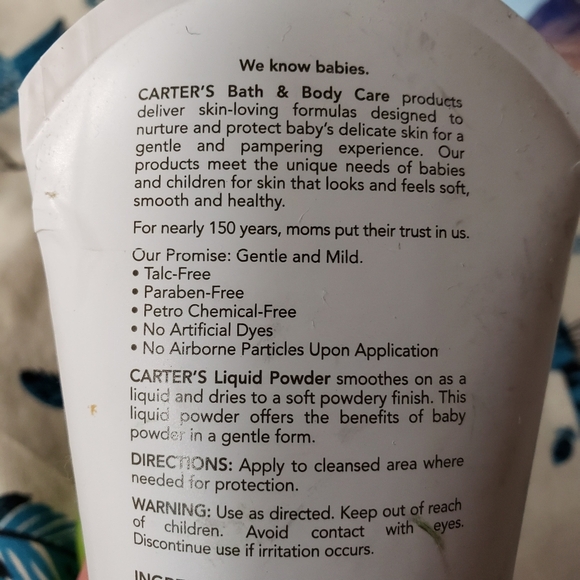 We know babies.
CARTER'S Bath & Body Care products
deliver skin-loving formulas designed to
nurture and protect baby's delicate skin for a
gentle and pampering experience. Our
products meet the unique needs of babies
and children for skin that looks and feels soft,
smooth and healthy.
For nearly 150 years, moms put their trust in us.
Our Promise: Gentle and Mild.
• Talc-Free
• Paraben-Free
• Petro Chemical-Free
• No Artificial Dyes
• No Airborne Particles Upon Application
CARTER'S Liquid Powder smoothes on as a
liquid and dries to a soft powdery finish. This
liquid powder offers the benefits of baby
powder in a gentle form.
DIRECTIONS: Apply to cleansed area where
needed for protection.
WARNING: Use as directed. Keep out of reach
of children. Avoid contact with eyes.
Discontinue use if irritation occurs.